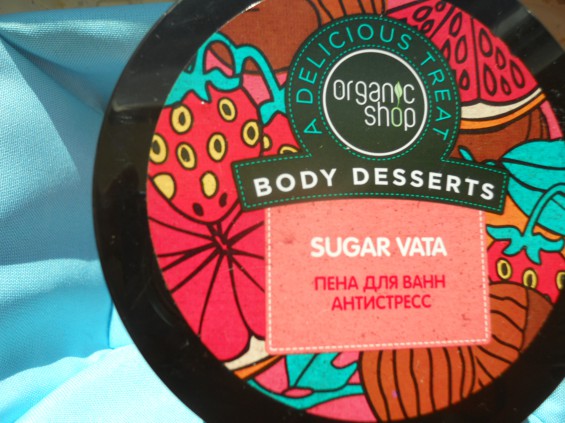 A DELICIOUS TREAT
organic
shop
BODY DESSERTS
SUGAR VATA
ПЕНА ДЛЯ ВАНН
АНТИСТРЕСС